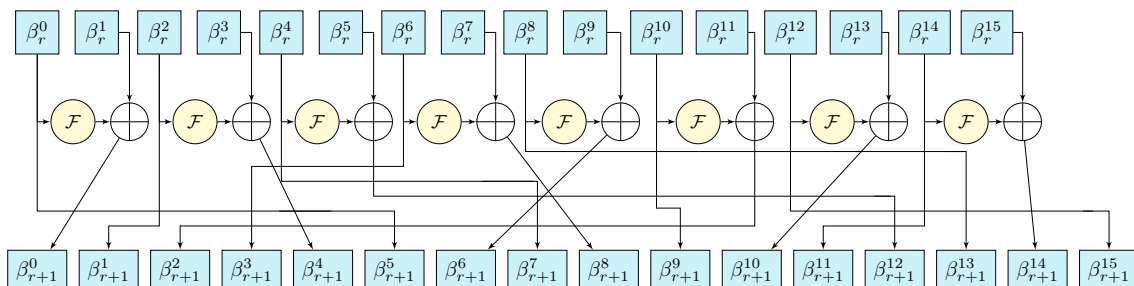 β_r^0 β_r^1 β_r^2 β_r^3 β_r^4 β_r^5 β_r^6 β_r^7 β_r^8 β_r^9 β_r^10 β_r^11 β_r^12 β_r^13 β_r^14 β_r^15
ℱ ℱ ℱ ℱ ℱ ℱ ℱ ℱ
β_{r+1}^0 β_{r+1}^1 β_{r+1}^2 β_{r+1}^3 β_{r+1}^4 β_{r+1}^5 β_{r+1}^6 β_{r+1}^7 β_{r+1}^8 β_{r+1}^9 β_{r+1}^10 β_{r+1}^11 β_{r+1}^12 β_{r+1}^13 β_{r+1}^14 β_{r+1}^15